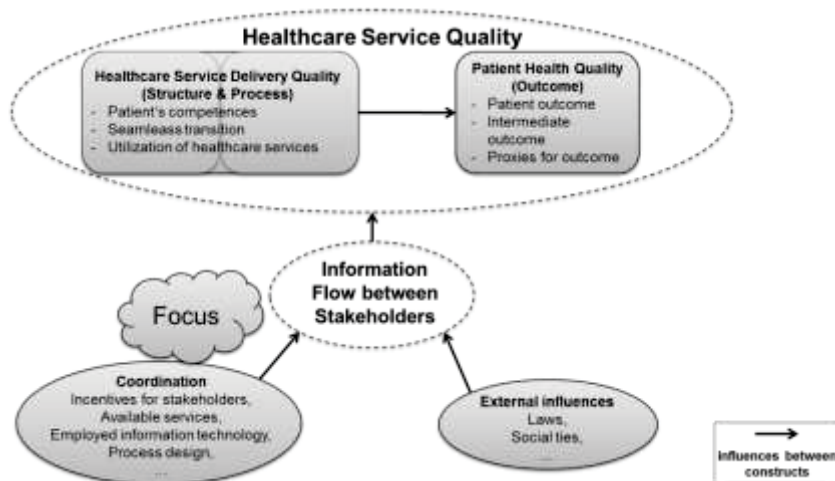 Healthcare Service Quality
Healthcare Service Delivery Quality
(Structure & Process)
- Patient's competences
- Seamleass transition
- Utilization of healthcare services
Patient Health Quality
(Outcome)
- Patient outcome
- Intermediate
outcome
- Proxies for outcome
Information
Flow between
Stakeholders
Focus
Coordination
Incentives for stakeholders,
Available services,
Employed information technology,
Process design,
...
External influences
Laws,
Social ties,
...
Influences between
constructs